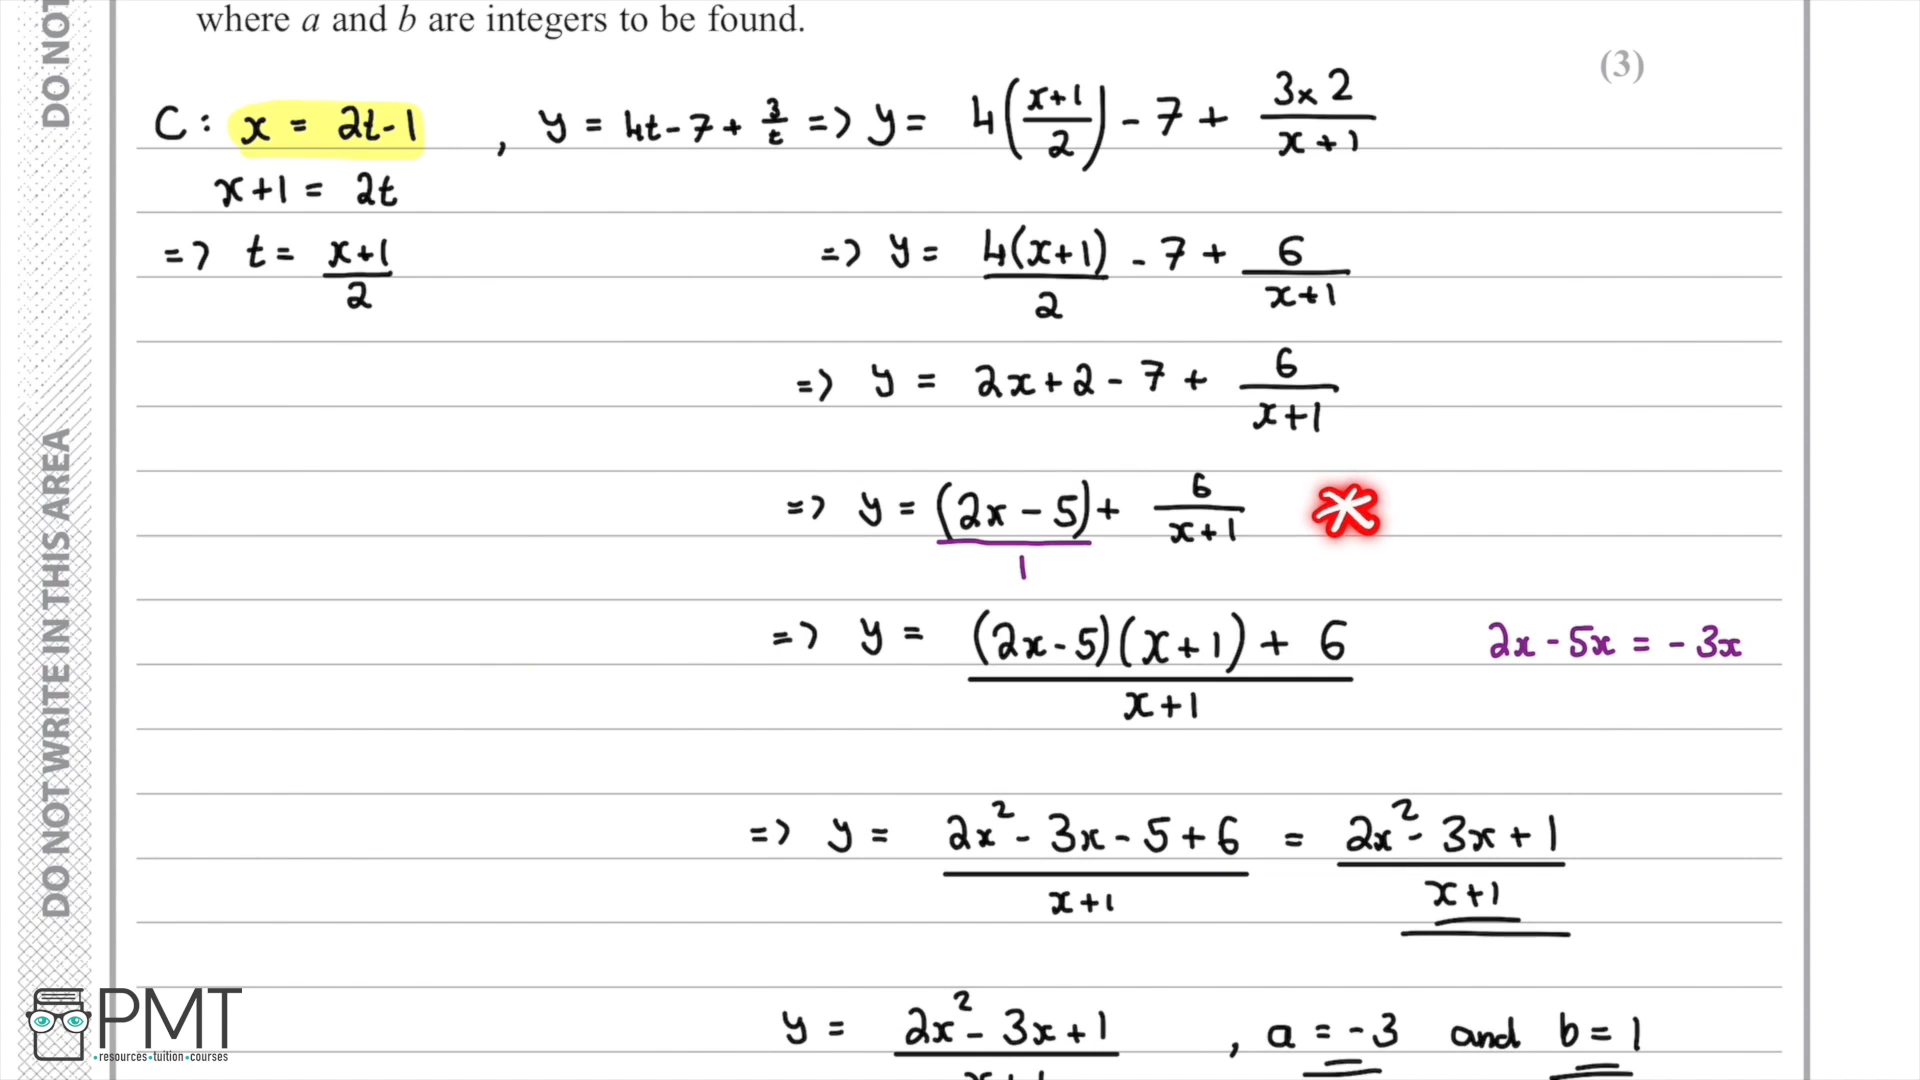 where a and b are integers to be found.
(3)
C: x = 2t-1 , y = 4t-7+3/t => y = 4((x+1)/2) - 7 + (3×2)/(x+1)
x+1 = 2t
=> t = (x+1)/2
=> y = 4(x+1)/2 - 7 + 6/(x+1)
=> y = 2x+2-7+ 6/(x+1)
=> y = (2x-5)/1 + 6/(x+1) *
=> y = ((2x-5)(x+1)+6)/(x+1)
2x-5x = -3x
=> y = (2x²-3x-5+6)/(x+1) = (2x²-3x+1)/(x+1)
y = (2x²-3x+1)/(x+1) , a = -3 and b = 1
DO NOT
DO NOT WRITE IN THIS AREA
PMT
resources•tuition•courses